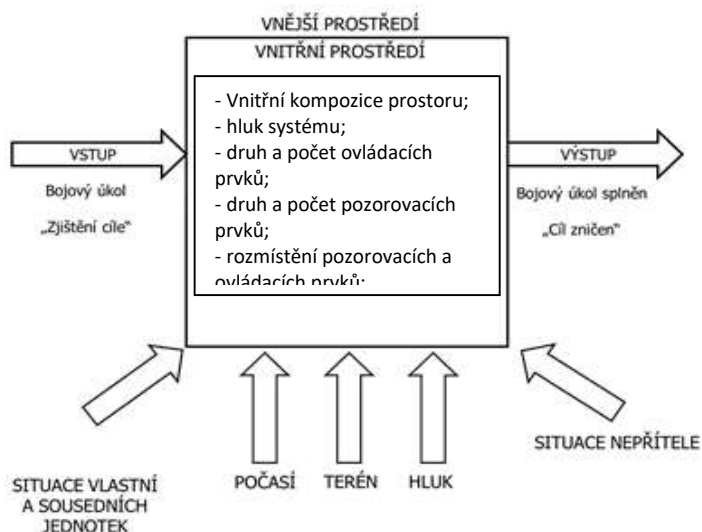 VNĚJŠÍ PROSTŘEDÍ
VNITŘNÍ PROSTŘEDÍ
- Vnitřní kompozice prostoru;
- hluk systému;
- druh a počet ovládacích
prvků;
- druh a počet pozorovacích
prvků;
- rozmístění pozorovacích a
ovládacích prvků;
VSTUP
Bojový úkol
„Zjištění cíle“
VÝSTUP
Bojový úkol splněn
„Cíl zničen“
SITUACE VLASTNÍ
A SOUSEDNÍCH
JEDNOTEK
POČASÍ
TERÉN
HLUK
SITUACE NEPŘÍTELE